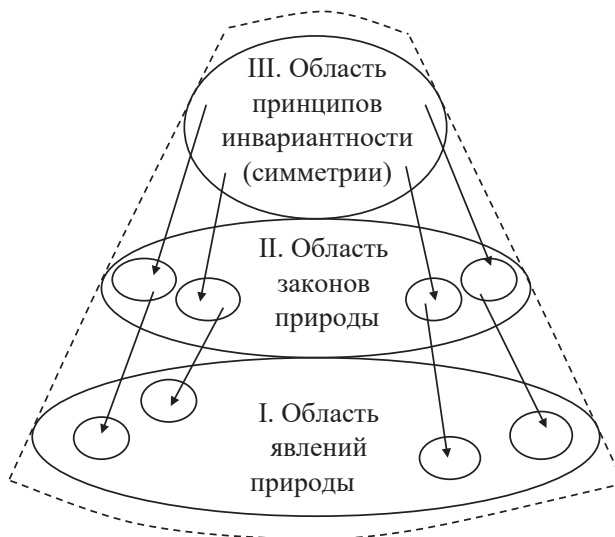 III. Область
принципов
инвариантности
(симметрии)
II. Область
законов
природы
I. Область
явлений
природы